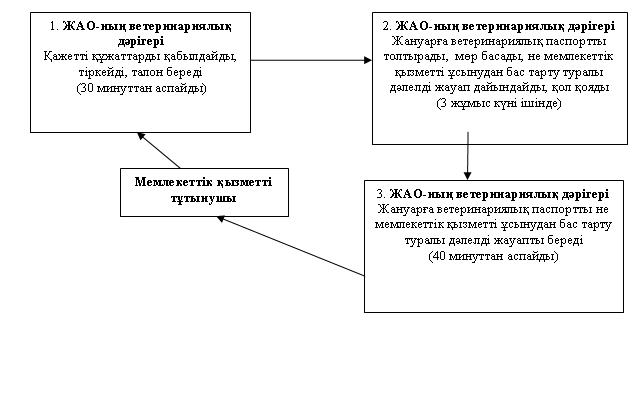 1. ЖАО-ның ветеринариялық
дәрігері
Қажетті құжаттарды қабылдайды,
тіркейді, талон береді
(30 минуттан аспайды)
2. ЖАО-ның ветеринариялық дәрігері
Жануарға ветеринариялық паспортты
толтырады, мөр басады, не мемлекеттік
қызметті ұсынудан бас тарту туралы
дәлелді жауап дайындайды, қол қояды
(3 жұмыс күні ішінде)
Мемлекеттік қызметті
тұтынушы
3. ЖАО-ның ветеринариялық дәрігері
Жануарға ветеринариялық паспортты не
мемлекеттік қызметті ұсынудан бас тарту
туралы дәлелді жауапты береді
(40 минуттан аспайды)